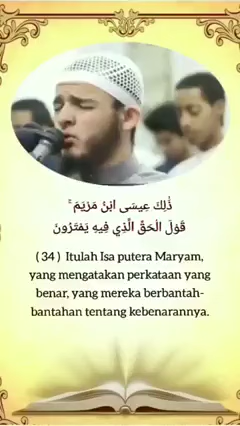 ذَٰلِكَ عِيسَى ابْنُ مَرْيَمَ ۚ
قَوْلَ الْحَقِّ الَّذِي فِيهِ يَمْتَرُونَ
( 34 ) Itulah Isa putera Maryam,
yang mengatakan perkataan yang
benar, yang mereka berbantah-
bantahan tentang kebenarannya.